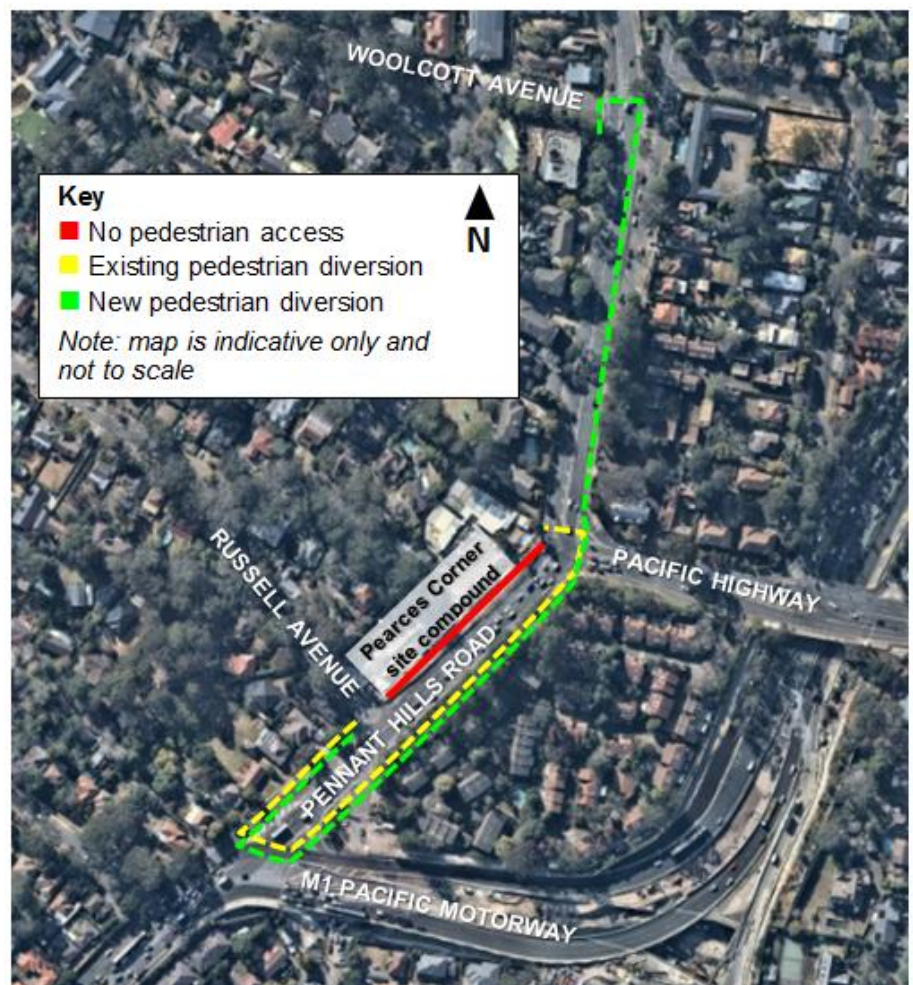 WOOLCOTT AVENUE
Key
No pedestrian access
Existing pedestrian diversion
New pedestrian diversion
Note: map is indicative only and
not to scale
N
RUSSELL AVENUE
Pearces Corner
site compound
PACIFIC HIGHWAY
PENNANT HILLS ROAD
M1 PACIFIC MOTORWAY